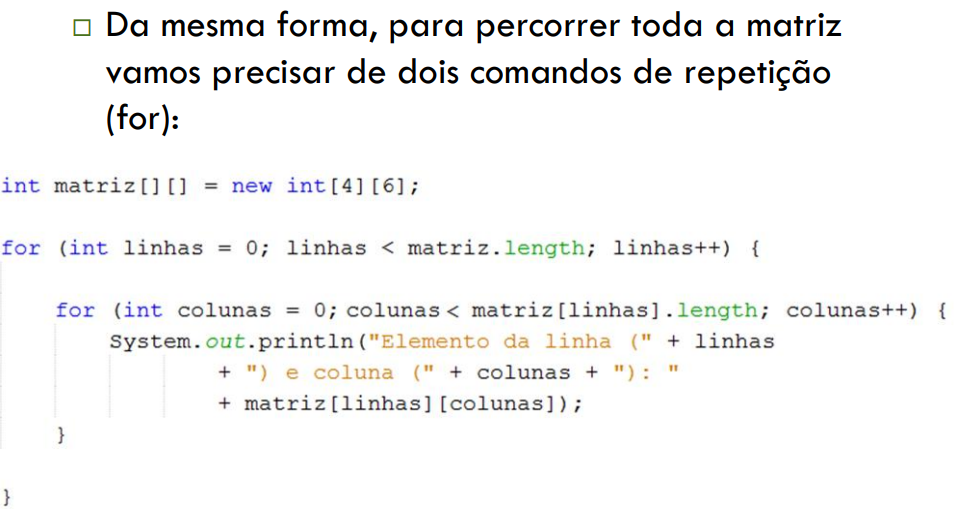 Da mesma forma, para percorrer toda a matriz
vamos precisar de dois comandos de repetição
(for):
int matriz[][] = new int[4][6];
for (int linhas = 0; linhas < matriz.length; linhas++) {
for (int colunas = 0; colunas< matriz[linhas].length; colunas++) {
System.out.println("Elemento da linha (" + linhas
+ ") e coluna (" + colunas + "): "
+ matriz[linhas][colunas]);
}
}